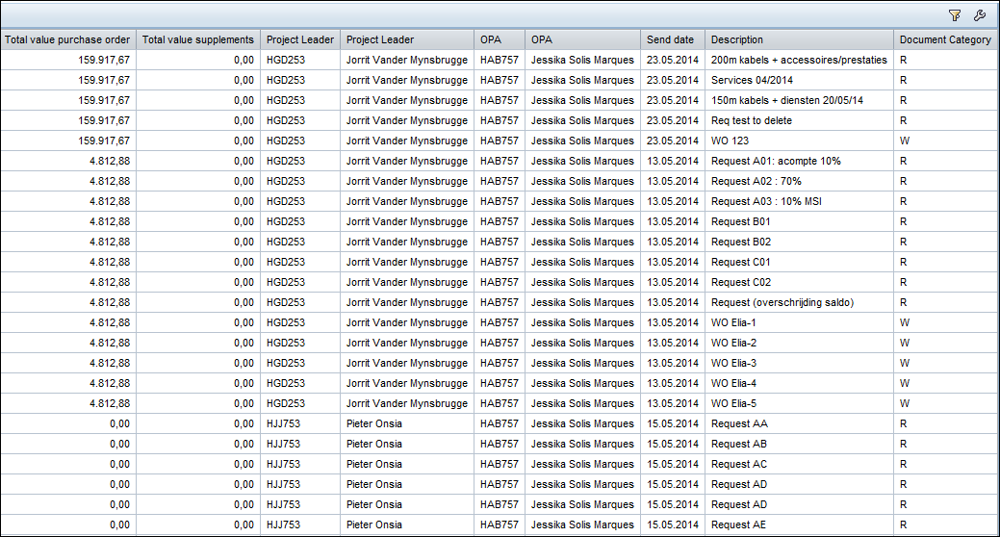 Total value purchase order Total value supplements Project Leader Project Leader OPA OPA Send date Description Document Category
159.917,67 0,00 HGD253 Jorrit Vander Mynsbrugge HAB757 Jessika Solis Marques 23.05.2014 200m kabels + accessoires/prestaties R
159.917,67 0,00 HGD253 Jorrit Vander Mynsbrugge HAB757 Jessika Solis Marques 23.05.2014 Services 04/2014 R
159.917,67 0,00 HGD253 Jorrit Vander Mynsbrugge HAB757 Jessika Solis Marques 23.05.2014 150m kabels + diensten 20/05/14 R
159.917,67 0,00 HGD253 Jorrit Vander Mynsbrugge HAB757 Jessika Solis Marques 23.05.2014 Req test to delete R
159.917,67 0,00 HGD253 Jorrit Vander Mynsbrugge HAB757 Jessika Solis Marques 23.05.2014 WO 123 W
4.812,88 0,00 HGD253 Jorrit Vander Mynsbrugge HAB757 Jessika Solis Marques 13.05.2014 Request A01: acompte 10% R
4.812,88 0,00 HGD253 Jorrit Vander Mynsbrugge HAB757 Jessika Solis Marques 13.05.2014 Request A02 : 70% R
4.812,88 0,00 HGD253 Jorrit Vander Mynsbrugge HAB757 Jessika Solis Marques 13.05.2014 Request A03 : 10% MSI R
4.812,88 0,00 HGD253 Jorrit Vander Mynsbrugge HAB757 Jessika Solis Marques 13.05.2014 Request B01 R
4.812,88 0,00 HGD253 Jorrit Vander Mynsbrugge HAB757 Jessika Solis Marques 13.05.2014 Request B02 R
4.812,88 0,00 HGD253 Jorrit Vander Mynsbrugge HAB757 Jessika Solis Marques 13.05.2014 Request C01 R
4.812,88 0,00 HGD253 Jorrit Vander Mynsbrugge HAB757 Jessika Solis Marques 13.05.2014 Request C02 R
4.812,88 0,00 HGD253 Jorrit Vander Mynsbrugge HAB757 Jessika Solis Marques 13.05.2014 Request (overschrijding saldo) R
4.812,88 0,00 HGD253 Jorrit Vander Mynsbrugge HAB757 Jessika Solis Marques 13.05.2014 WO Elia-1 W
4.812,88 0,00 HGD253 Jorrit Vander Mynsbrugge HAB757 Jessika Solis Marques 13.05.2014 WO Elia-2 W
4.812,88 0,00 HGD253 Jorrit Vander Mynsbrugge HAB757 Jessika Solis Marques 13.05.2014 WO Elia-3 W
4.812,88 0,00 HGD253 Jorrit Vander Mynsbrugge HAB757 Jessika Solis Marques 13.05.2014 WO Elia-4 W
4.812,88 0,00 HGD253 Jorrit Vander Mynsbrugge HAB757 Jessika Solis Marques 13.05.2014 WO Elia-5 W
0,00 0,00 HJJ753 Pieter Onsia HAB757 Jessika Solis Marques 15.05.2014 Request AA R
0,00 0,00 HJJ753 Pieter Onsia HAB757 Jessika Solis Marques 15.05.2014 Request AB R
0,00 0,00 HJJ753 Pieter Onsia HAB757 Jessika Solis Marques 15.05.2014 Request AC R
0,00 0,00 HJJ753 Pieter Onsia HAB757 Jessika Solis Marques 15.05.2014 Request AD R
0,00 0,00 HJJ753 Pieter Onsia HAB757 Jessika Solis Marques 15.05.2014 Request AD R
0,00 0,00 HJJ753 Pieter Onsia HAB757 Jessika Solis Marques 15.05.2014 Request AE R